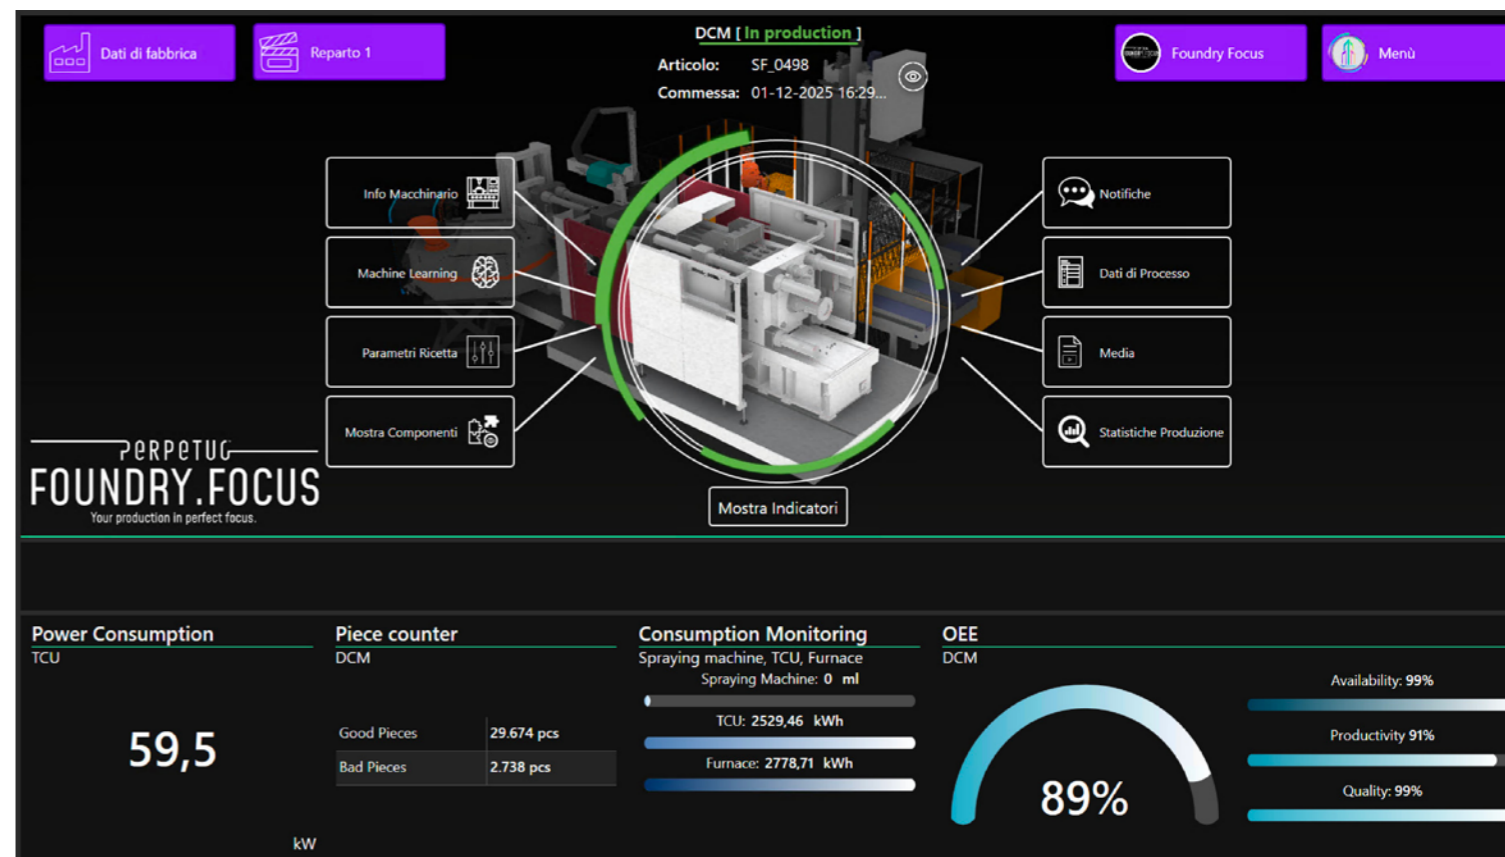 Dati di fabbrica
Reparto 1
DCM [ In production ]
Articolo: SF_0498
Commessa: 01-12-2025 16:29...
Foundry Focus
Menù
Info Macchinario
Machine Learning
Parametri Ricetta
Mostra Componenti
Notifiche
Dati di Processo
Media
Statistiche Produzione
Mostra Indicatori
PERPETUG
FOUNDRY.FOCUS
Your production in perfect focus.
Power Consumption
TCU
59,5
kW
Piece counter
DCM
Good Pieces 29.674 pcs
Bad Pieces 2.738 pcs
Consumption Monitoring
Spraying machine, TCU, Furnace
Spraying Machine: 0 ml
TCU: 2529,46 kWh
Furnace: 2778,71 kWh
OEE
DCM
89%
Availability: 99%
Productivity 91%
Quality: 99%